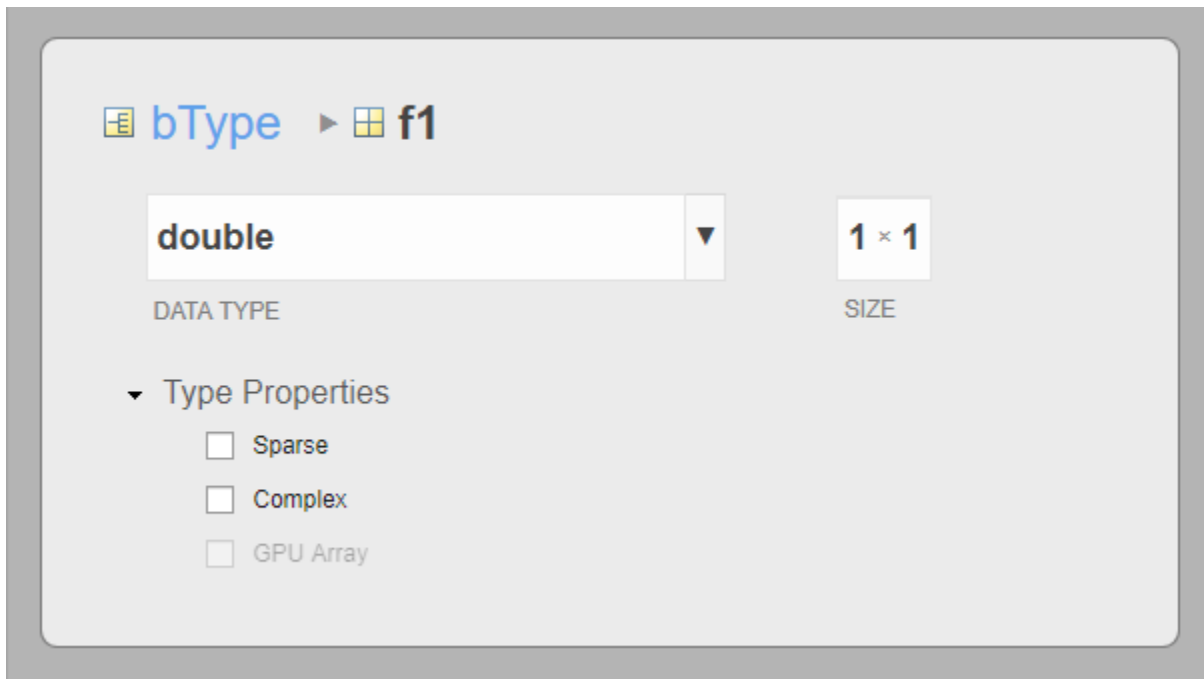 bType ▸ f1
double ▼ 1 × 1
DATA TYPE SIZE
Type Properties
Sparse
Complex
GPU Array